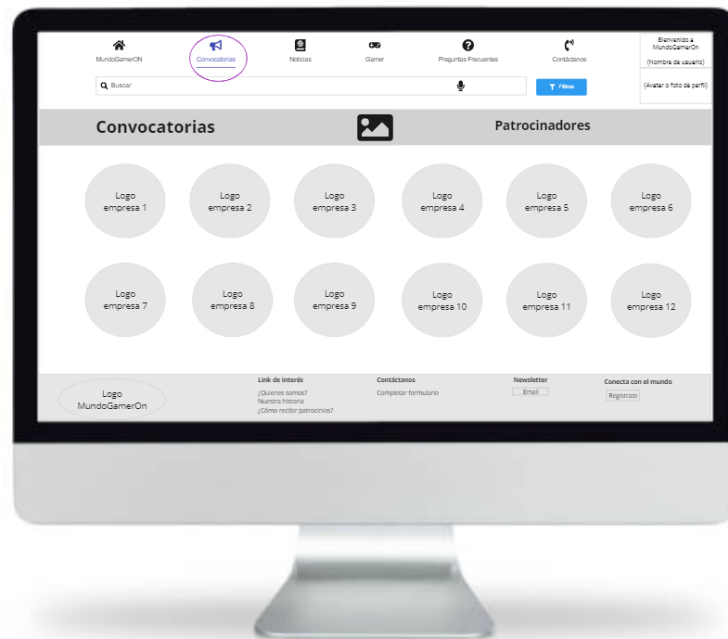 MundoGamerON
Convocatorias
Noticias
Gamer
Preguntas Frecuentes
Contáctanos
Bienvenido a
MundoGamerOn
(Nombre de usuario)
(Avatar o foto de perfil)
Buscar
Filtros
Convocatorias
Patrocinadores
Logo
empresa 1
Logo
empresa 2
Logo
empresa 3
Logo
empresa 4
Logo
empresa 5
Logo
empresa 6
Logo
empresa 7
Logo
empresa 8
Logo
empresa 9
Logo
empresa 10
Logo
empresa 11
Logo
empresa 12
Logo
MundoGamerOn
Link de interés
¿Quienes somos?
Nuestra historia
¿Cómo recibir patrocinios?
Contáctanos
Completar formulario
Newsletter
Email
Conecta con el mundo
Registrate